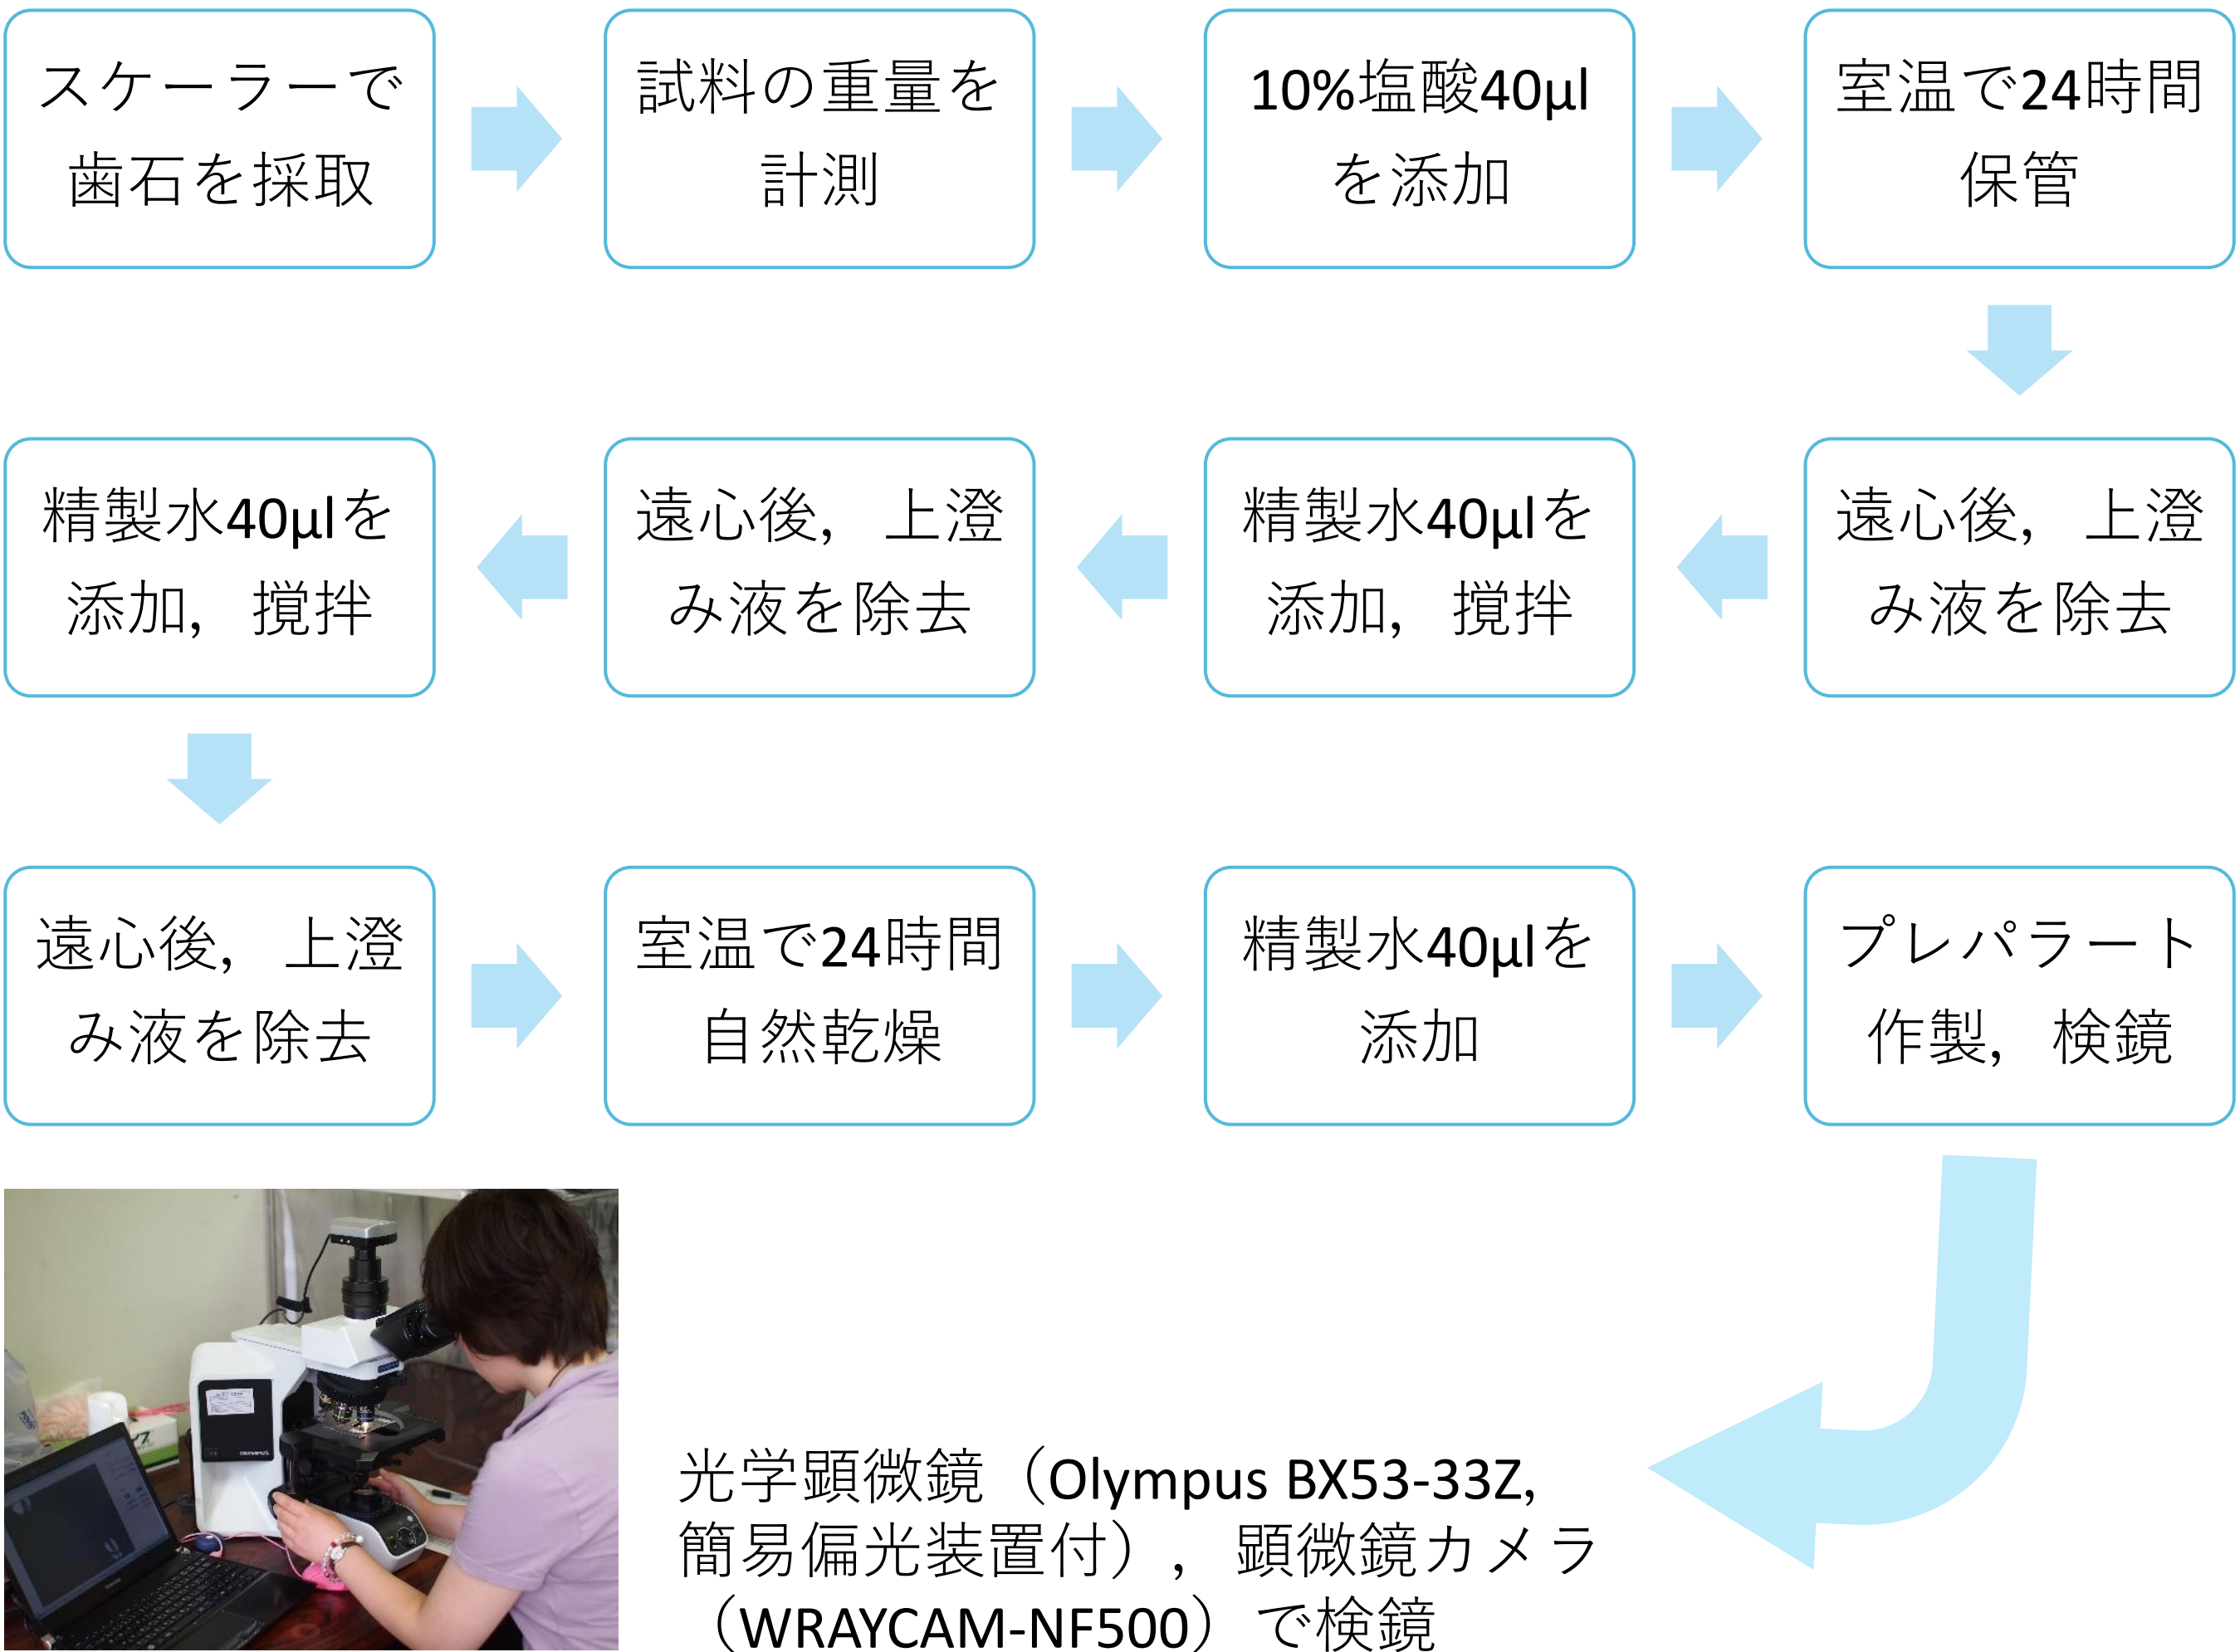 スケーラーで
歯石を採取
試料の重量を
計測
10%塩酸40μl
を添加
室温で24時間
保管
遠心後，上澄
み液を除去
精製水40μlを
添加，撹拌
遠心後，上澄
み液を除去
精製水40μlを
添加，撹拌
遠心後，上澄
み液を除去
室温で24時間
自然乾燥
精製水40μlを
添加
プレパラート
作製，検鏡
OLYMPUS
光学顕微鏡（Olympus BX53-33Z,
簡易偏光装置付），顕微鏡カメラ
（WRAYCAM-NF500）で検鏡